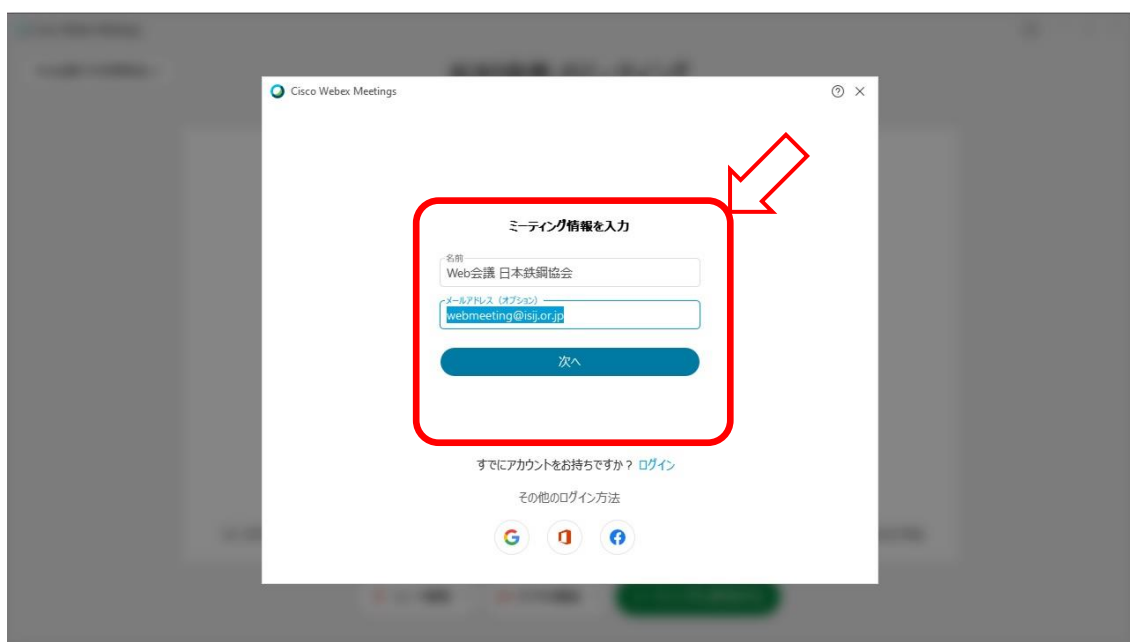 Cisco Webex Meetings
ミーティング情報を入力
名前
Web会議 日本鉄鋼協会
メールアドレス（オプション）
webmeeting@isij.or.jp
次へ
すでにアカウントをお持ちですか？ ログイン
その他のログイン方法